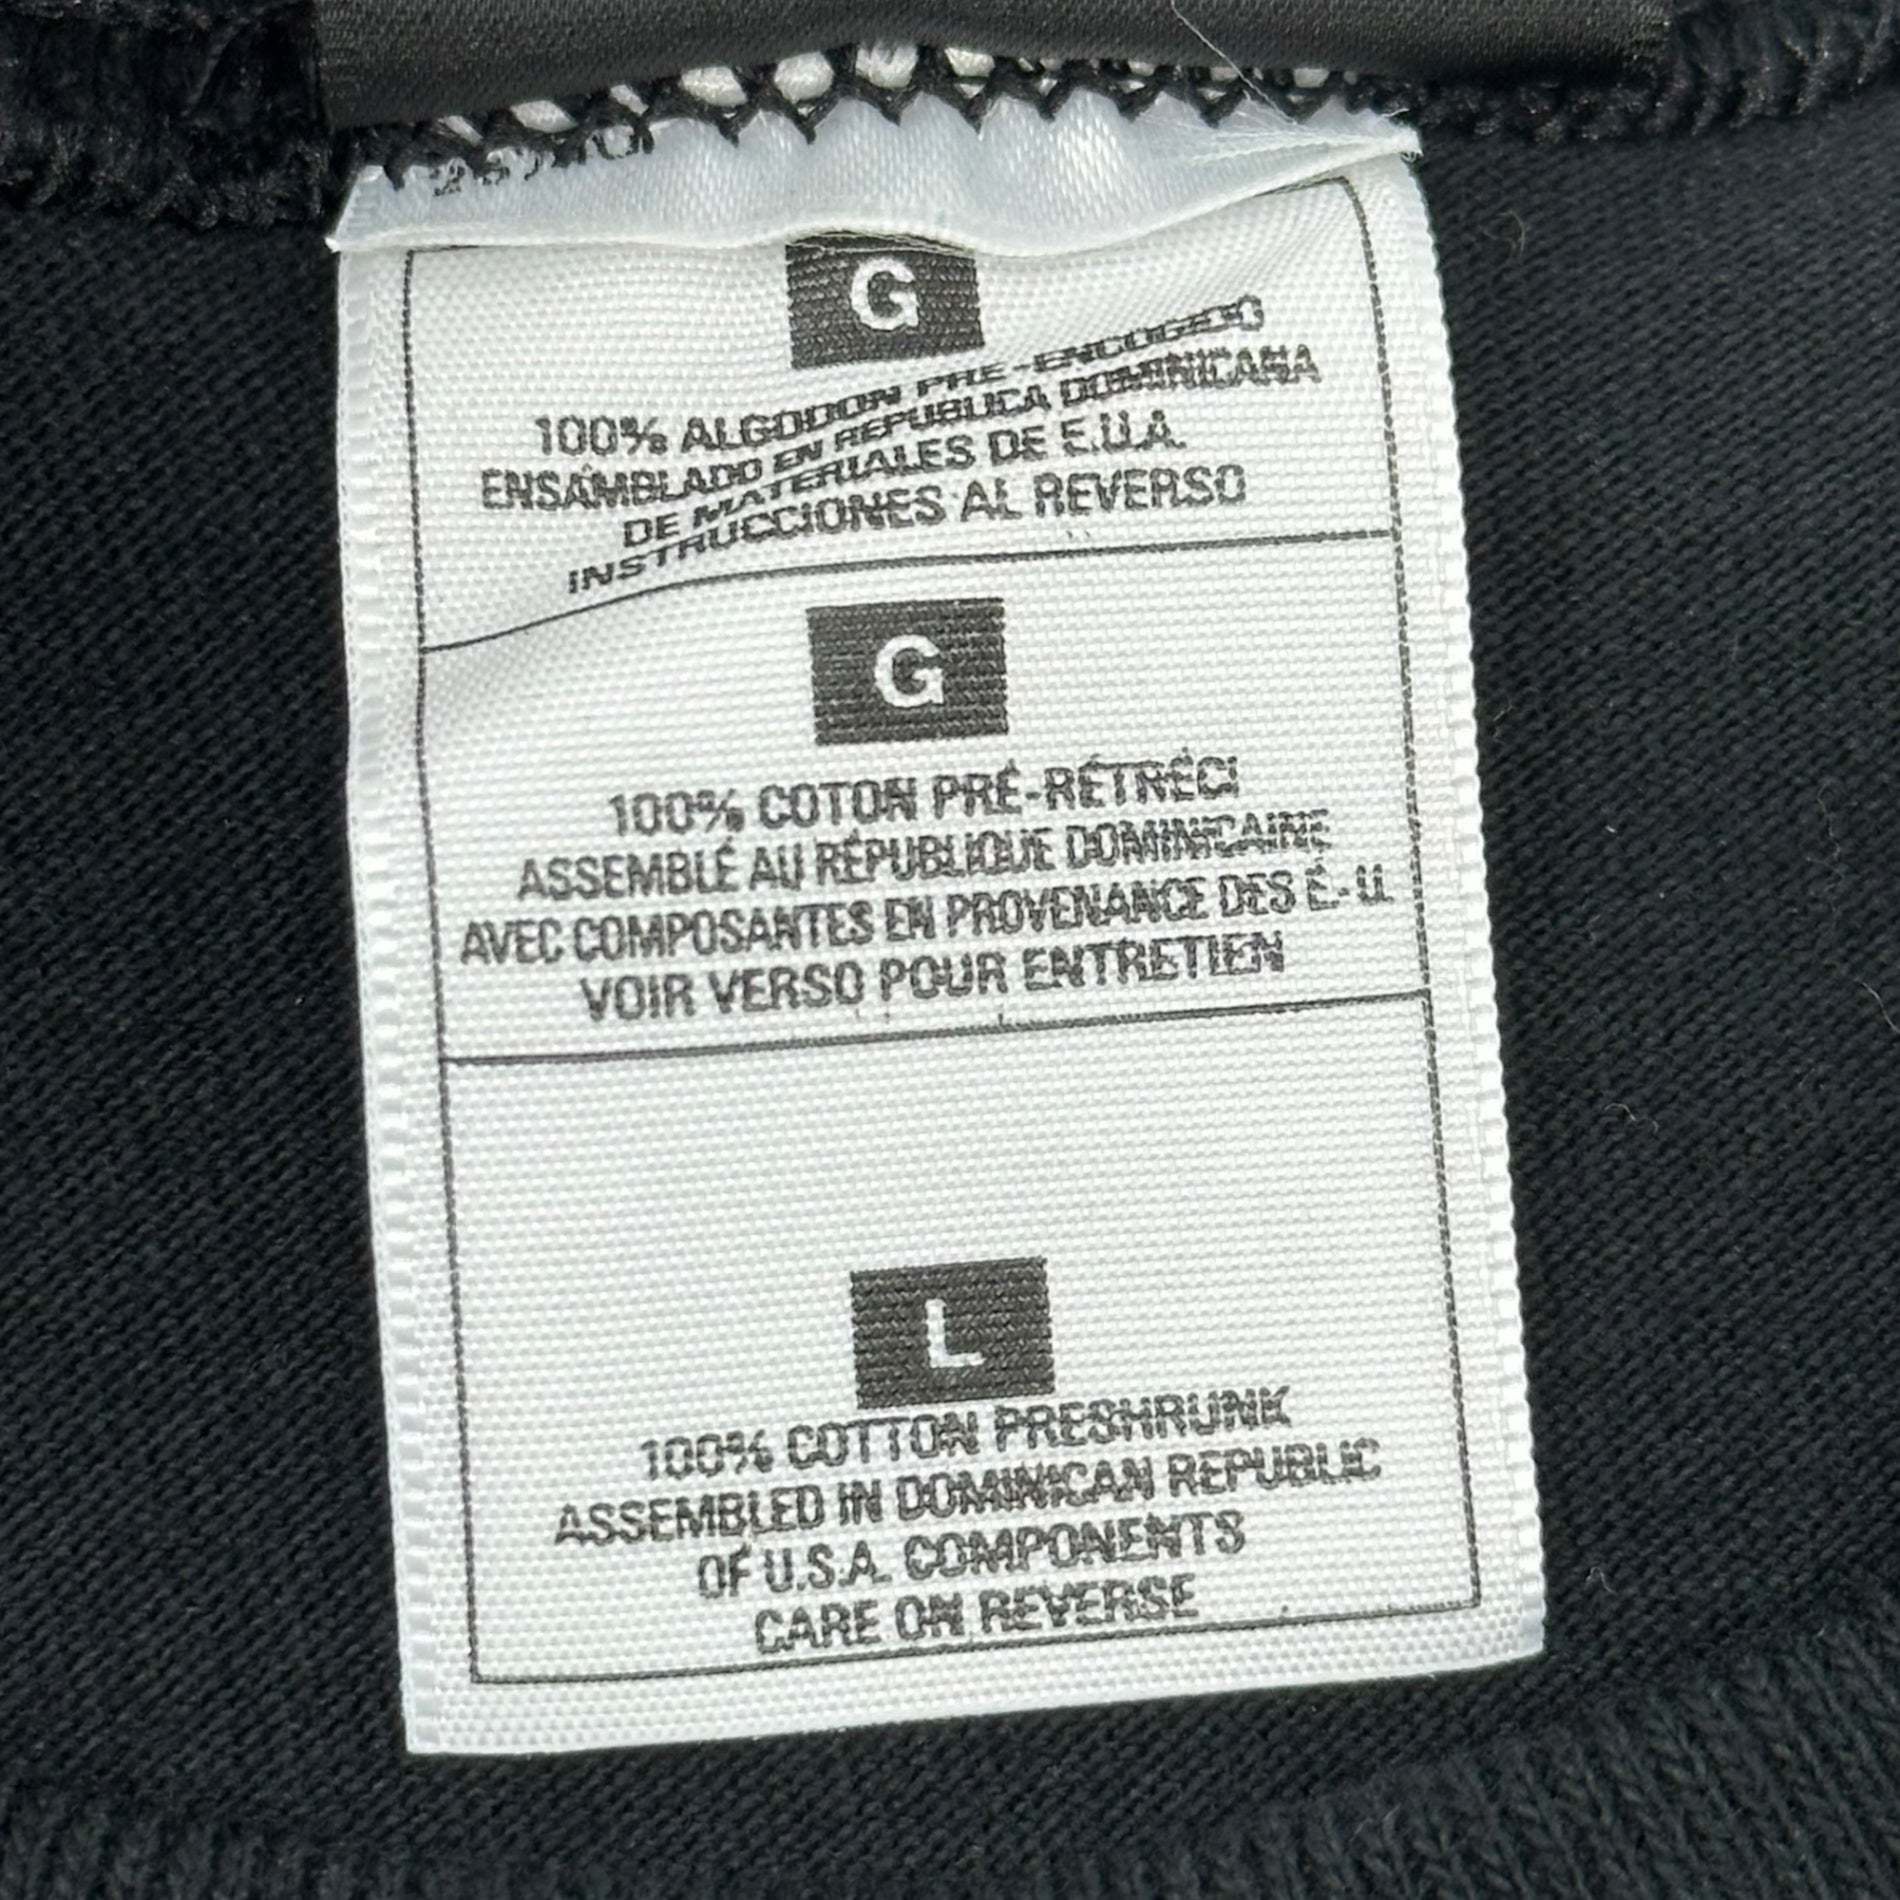 G
100% ALGODON PRE-ENCOGIDO
ENSAMBLADO EN REPUBLICA DOMINICANA
DE MATERIALES DE E.U.A.
INSTRUCCIONES AL REVERSO
G
100% COTON PRÉ-RÉTRÉCI
ASSEMBLÉ AU RÉPUBLIQUE DOMINICAINE
AVEC COMPOSANTES EN PROVENANCE DES É.-U.
VOIR VERSO POUR ENTRETIEN
L
100% COTTON PRESHRUNK
ASSEMBLED IN DOMINICAN REPUBLIC
OF U.S.A. COMPONENTS
CARE ON REVERSE